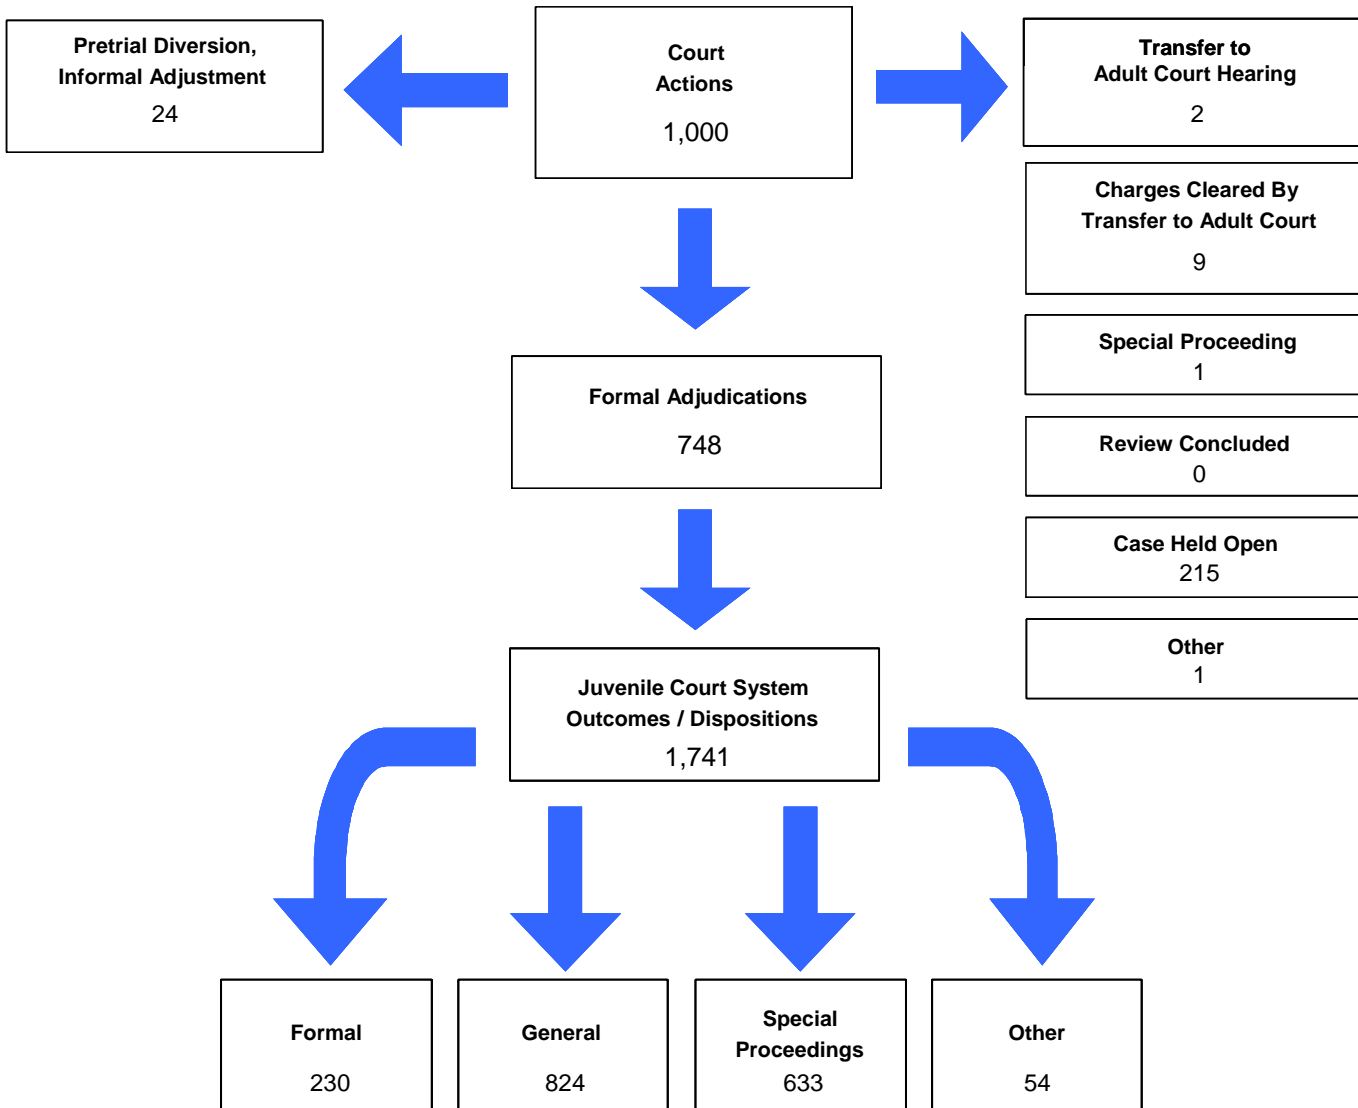 Pretrial Diversion,
Informal Adjustment
24
Court
Actions
1,000
Transfer to
Adult Court Hearing
2
Charges Cleared By
Transfer to Adult Court
9
Special Proceeding
1
Review Concluded
0
Case Held Open
215
Other
1
Formal Adjudications
748
Juvenile Court System
Outcomes / Dispositions
1,741
Formal
230
General
824
Special
Proceedings
633
Other
54